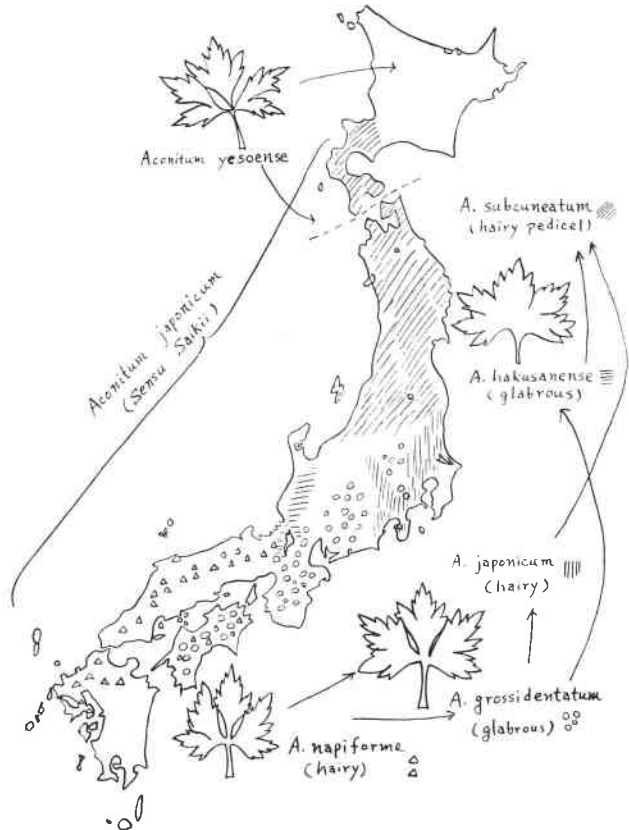 Aconitum yesoense
A. subcuneatum
(hairy pedicel)
Aconitum japonicum
(Sensu Saikii)
A. hakusanense
(glabrous)
A. japonicum
(hairy)
A. grossidentatum
(glabrous)
A. napiforme
(hairy)